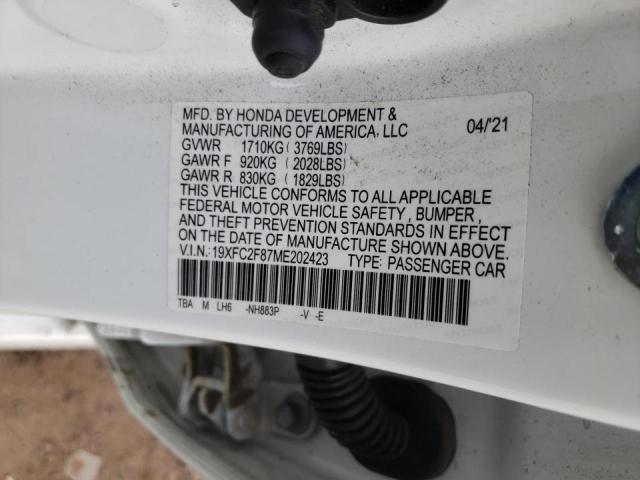 MFD. BY HONDA DEVELOPMENT &
MANUFACTURING OF AMERICA, LLC 04/'21
GVWR 1710KG (3769LBS)
GAWR F 920KG (2028LBS)
GAWR R 830KG (1829LBS)
THIS VEHICLE CONFORMS TO ALL APPLICABLE
FEDERAL MOTOR VEHICLE SAFETY, BUMPER,
AND THEFT PREVENTION STANDARDS IN EFFECT
ON THE DATE OF MANUFACTURE SHOWN ABOVE.
V.I.N.: 19XFC2F87ME202423 TYPE: PASSENGER CAR
TBA M LH6 -NH883P -V -E